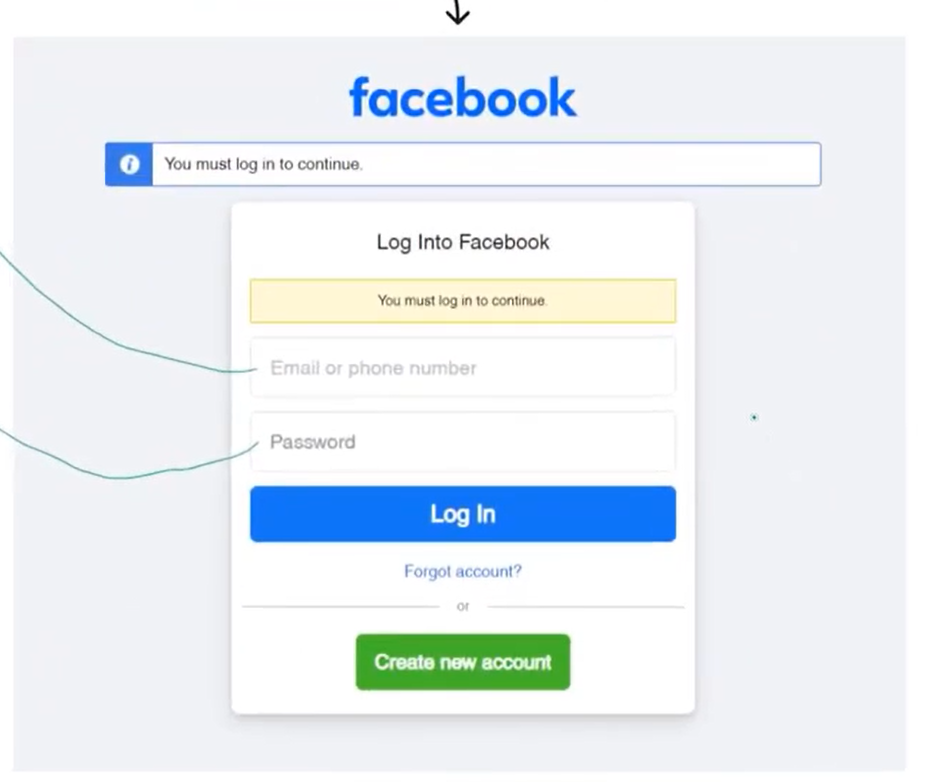 facebook
You must log in to continue.
Log Into Facebook
You must log in to continue.
Email or phone number
Password
Log In
Forgot account?
or
Create new account